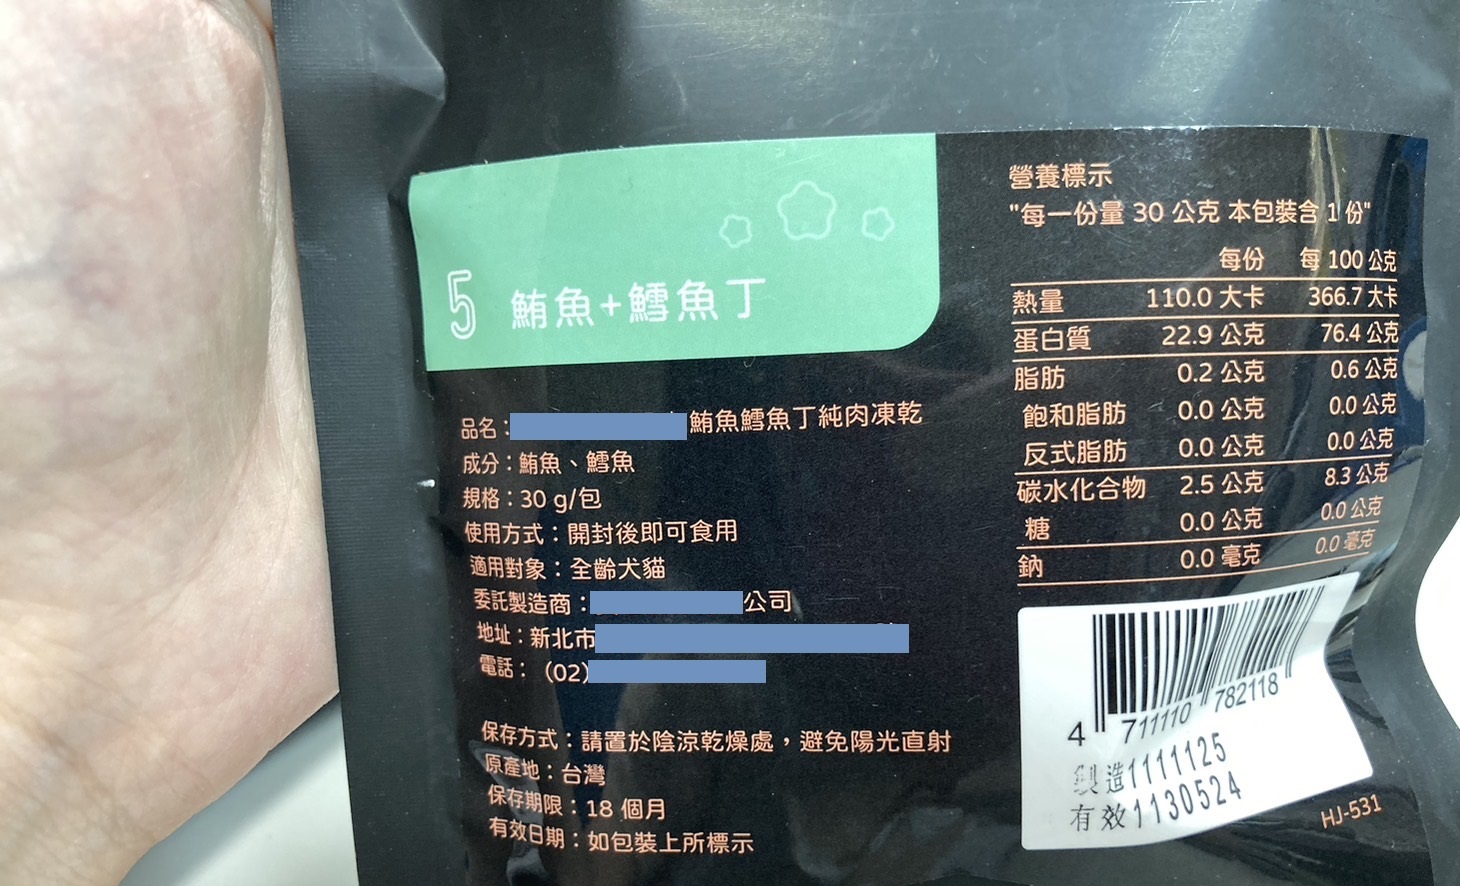 5 鮪魚+鱈魚丁
品名：鮪魚鱈魚丁純肉凍乾
成分：鮪魚、鱈魚
規格：30 g/包
使用方式：開封後即可食用
適用對象：全齡犬貓
委託製造商：公司
地址：新北市
電話：（02）
保存方式：請置於陰涼乾燥處，避免陽光直射
原產地：台灣
保存期限：18 個月
有效日期：如包裝上所標示
營養標示
"每一份量 30 公克 本包裝含 1 份"
每份 每 100 公克
熱量 110.0 大卡 366.7 大卡
蛋白質 22.9 公克 76.4 公克
脂肪 0.2 公克 0.6 公克
飽和脂肪 0.0 公克 0.0 公克
反式脂肪 0.0 公克 0.0 公克
碳水化合物 2.5 公克 8.3 公克
糖 0.0 公克 0.0 公克
鈉 0.0 毫克 0.0 毫克
4 711110 782118
製造1111125
有效1130524
HJ-531